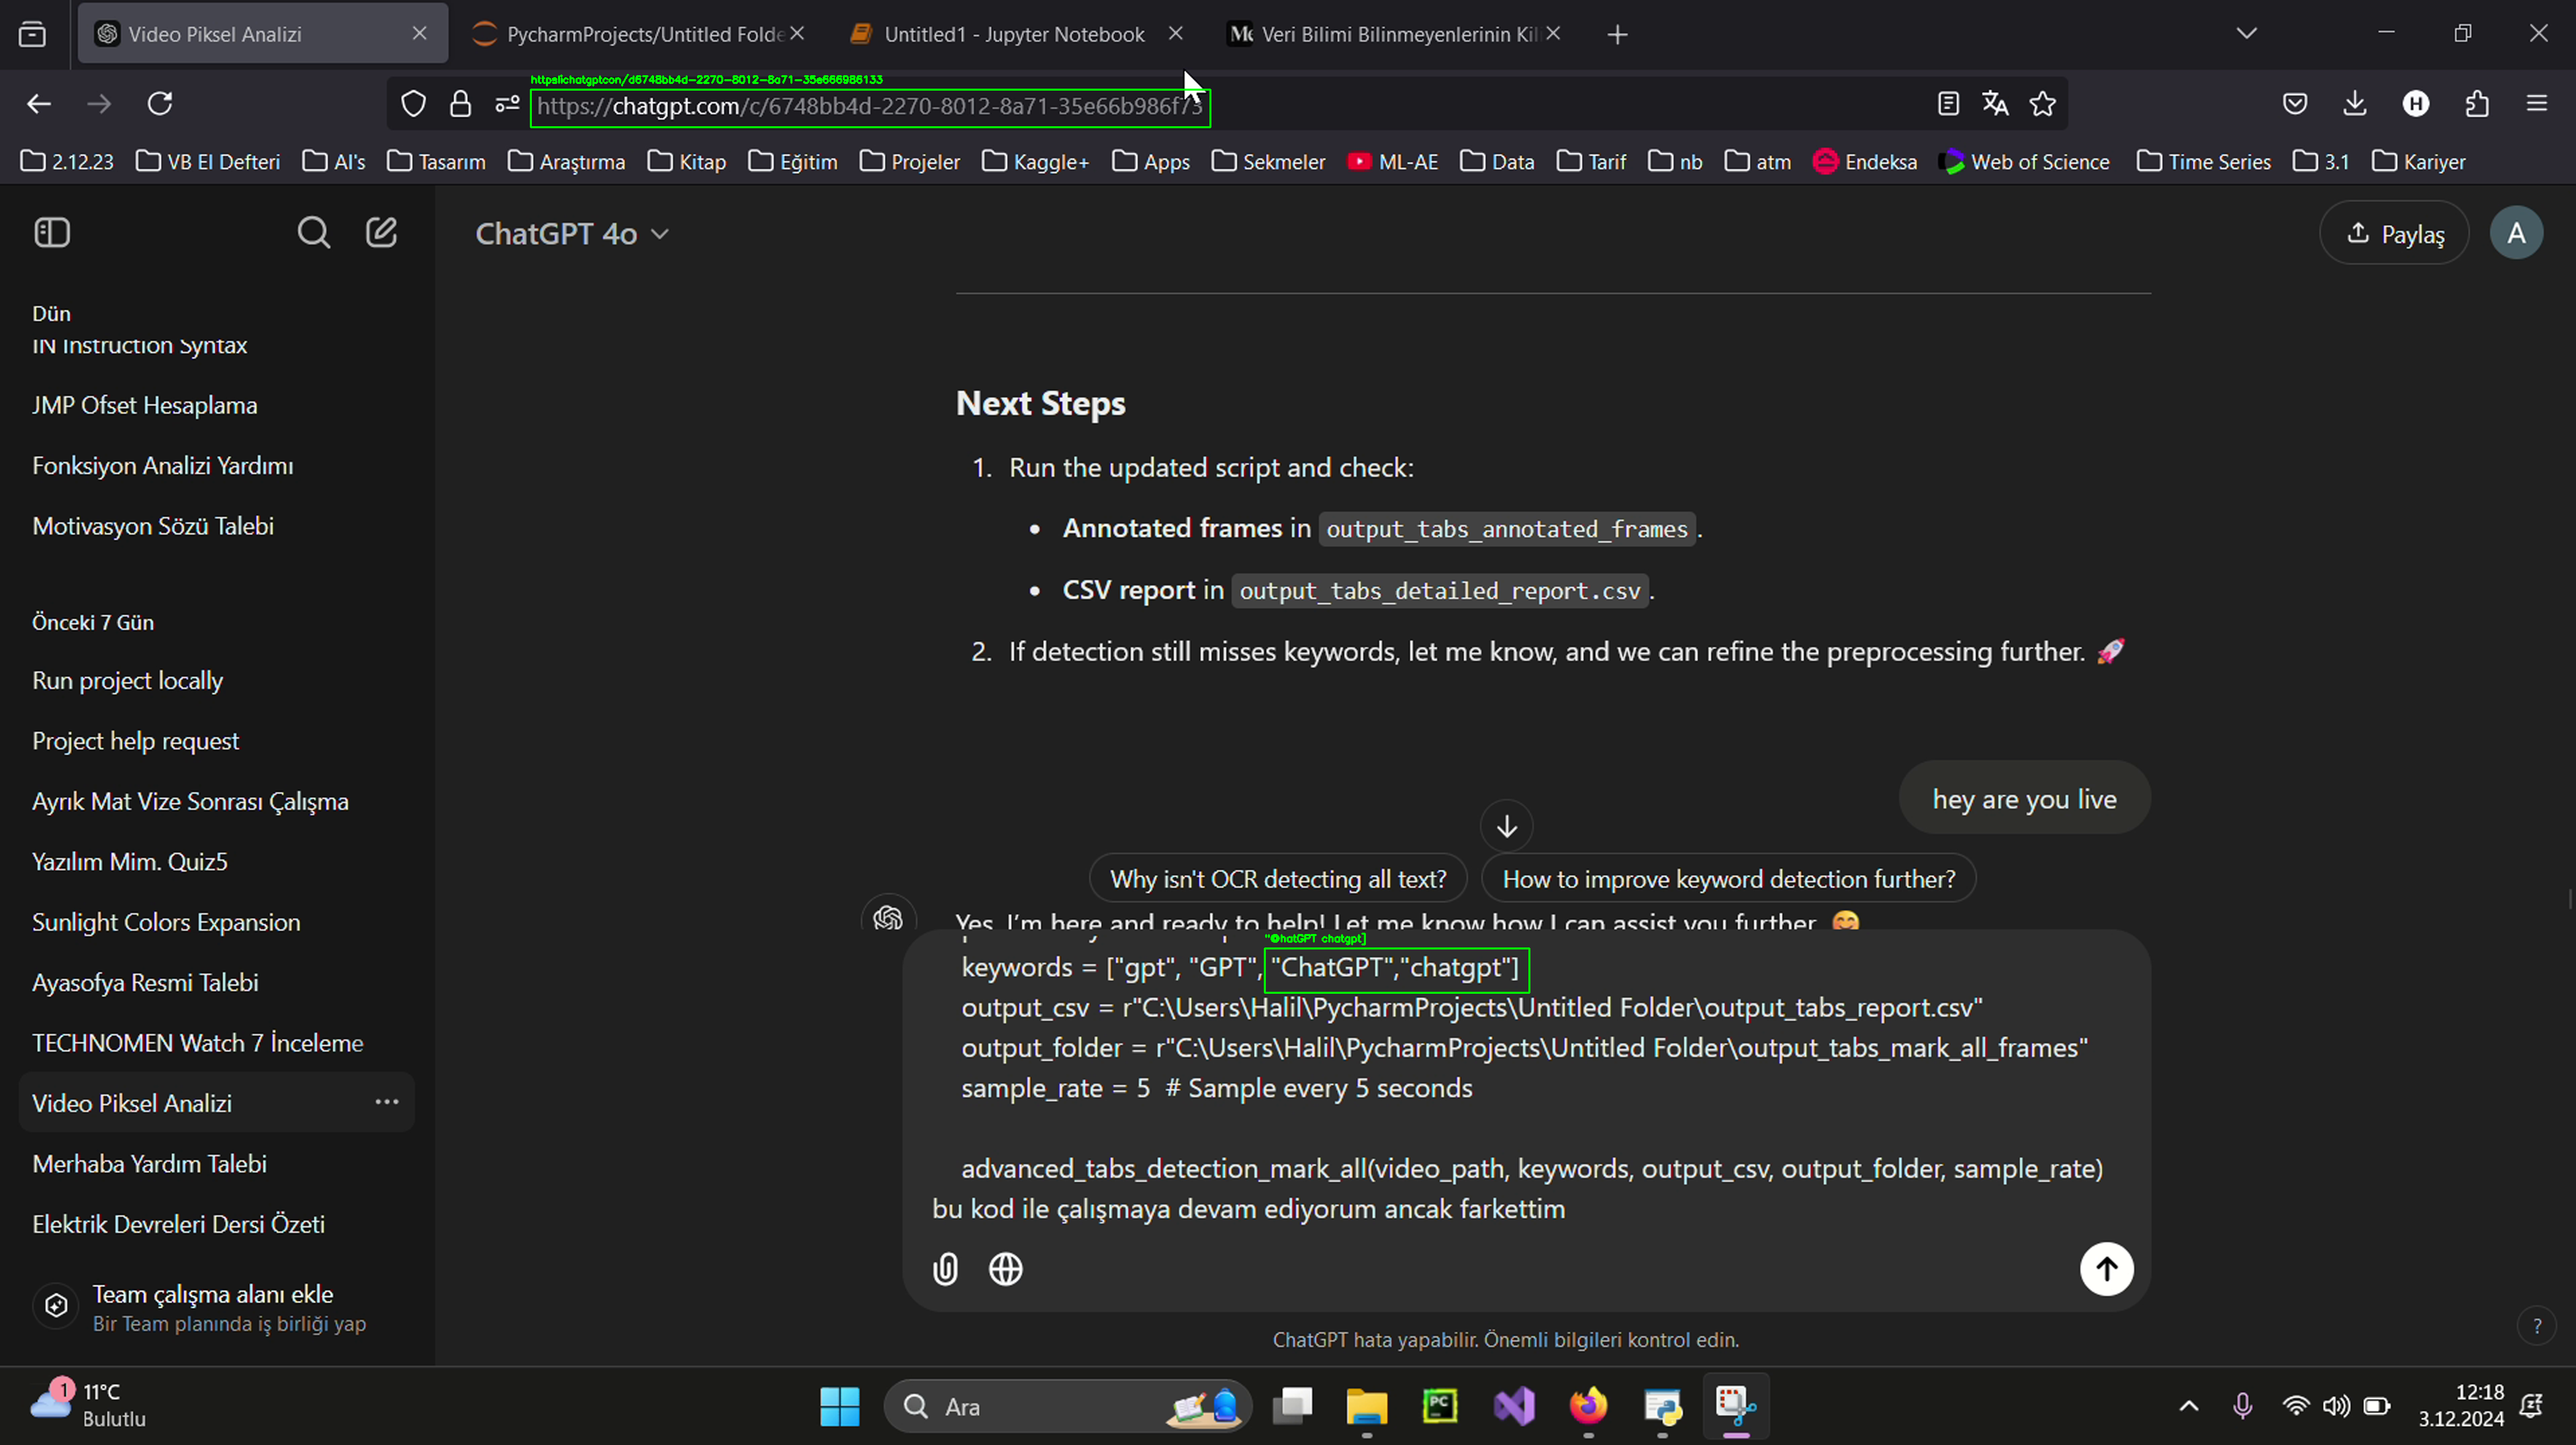 Video Piksel Analizi
PycharmProjects/Untitled Folde
Untitled1 - Jupyter Notebook
Veri Bilimi Bilinmeyenlerinin Kil
https//chatgptcon/d6748bb4d-2270-8012-8a71-35e666986133
https://chatgpt.com/c/6748bb4d-2270-8012-8a71-35e66b986f73
H
2.12.23
VB El Defteri
AI's
Tasarım
Araştırma
Kitap
Eğitim
Projeler
Kaggle+
Apps
Sekmeler
ML-AE
Data
Tarif
nb
atm
Endeksa
Web of Science
Time Series
3.1
Kariyer
ChatGPT 4o
Paylaş
A
Dün
IN Instruction Syntax
JMP Ofset Hesaplama
Fonksiyon Analizi Yardımı
Motivasyon Sözü Talebi
Önceki 7 Gün
Run project locally
Project help request
Ayrık Mat Vize Sonrası Çalışma
Yazılım Mim. Quiz5
Sunlight Colors Expansion
Ayasofya Resmi Talebi
TECHNOMEN Watch 7 İnceleme
Video Piksel Analizi
Merhaba Yardım Talebi
Elektrik Devreleri Dersi Özeti
Team çalışma alanı ekle
Bir Team planında iş birliği yap
Next Steps
1. Run the updated script and check:
• Annotated frames in output_tabs_annotated_frames.
• CSV report in output_tabs_detailed_report.csv.
2. If detection still misses keywords, let me know, and we can refine the preprocessing further. 🚀
hey are you live
Why isn't OCR detecting all text?
How to improve keyword detection further?
Yes, I'm here and ready to help! Let me know how I can assist you further. 😊
"@hatGPT chatgpt]
keywords = ["gpt", "GPT", "ChatGPT","chatgpt"]
output_csv = r"C:\Users\Halil\PycharmProjects\Untitled Folder\output_tabs_report.csv"
output_folder = r"C:\Users\Halil\PycharmProjects\Untitled Folder\output_tabs_mark_all_frames"
sample_rate = 5 # Sample every 5 seconds
advanced_tabs_detection_mark_all(video_path, keywords, output_csv, output_folder, sample_rate)
bu kod ile çalışmaya devam ediyorum ancak farkettim
ChatGPT hata yapabilir. Önemli bilgileri kontrol edin.
?
1
11°C
Bulutlu
Ara
PC
12:18
3.12.2024